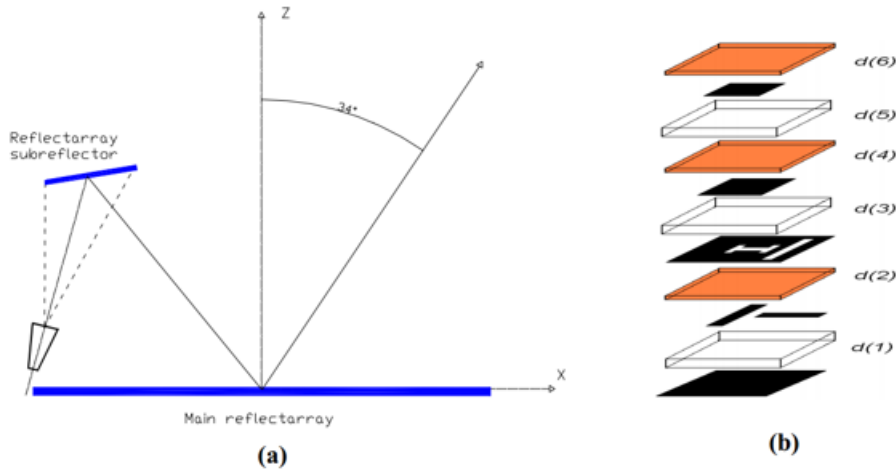 Z
34°
Reflectarray
subreflector
X
Main reflectarray
(a)
d(6)
d(5)
d(4)
d(3)
d(2)
d(1)
(b)